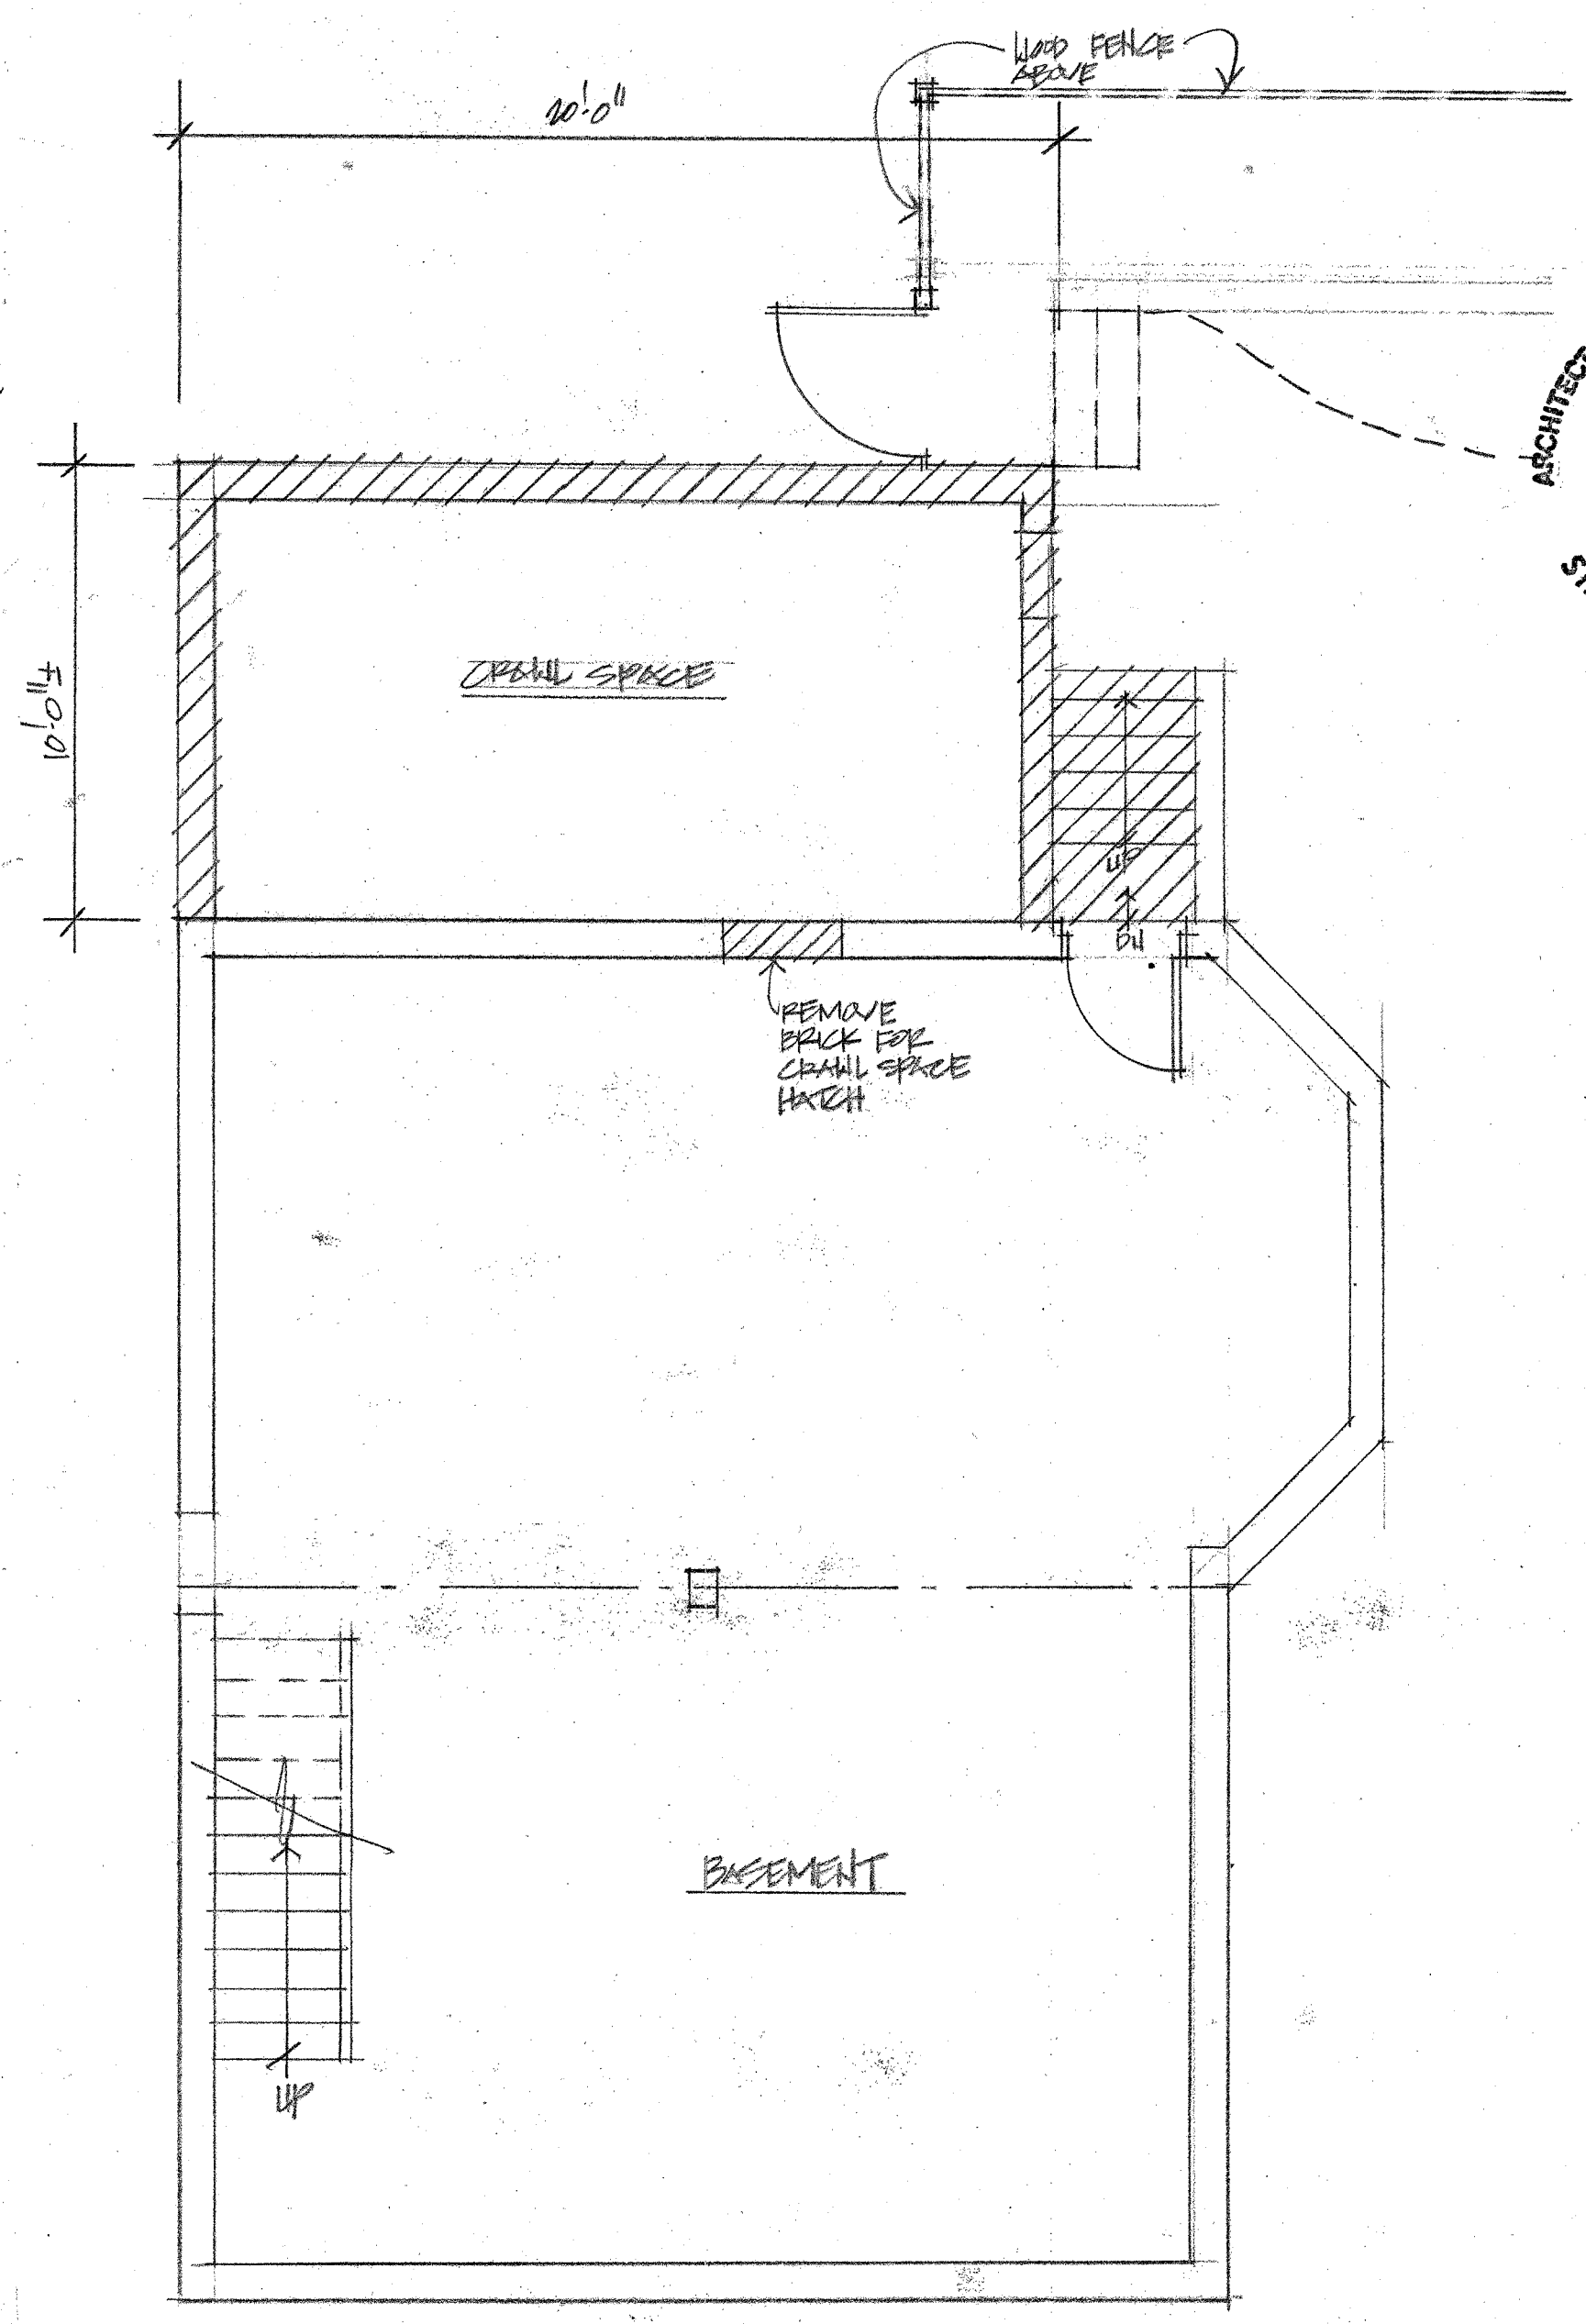 WOOD FENCE
ABOVE
20'-0"
ARCHITECT
10'-0"±
CRAWL SPACE
UP
DN
REMOVE
BRICK FOR
CRAWL SPACE
HATCH
BASEMENT
UP